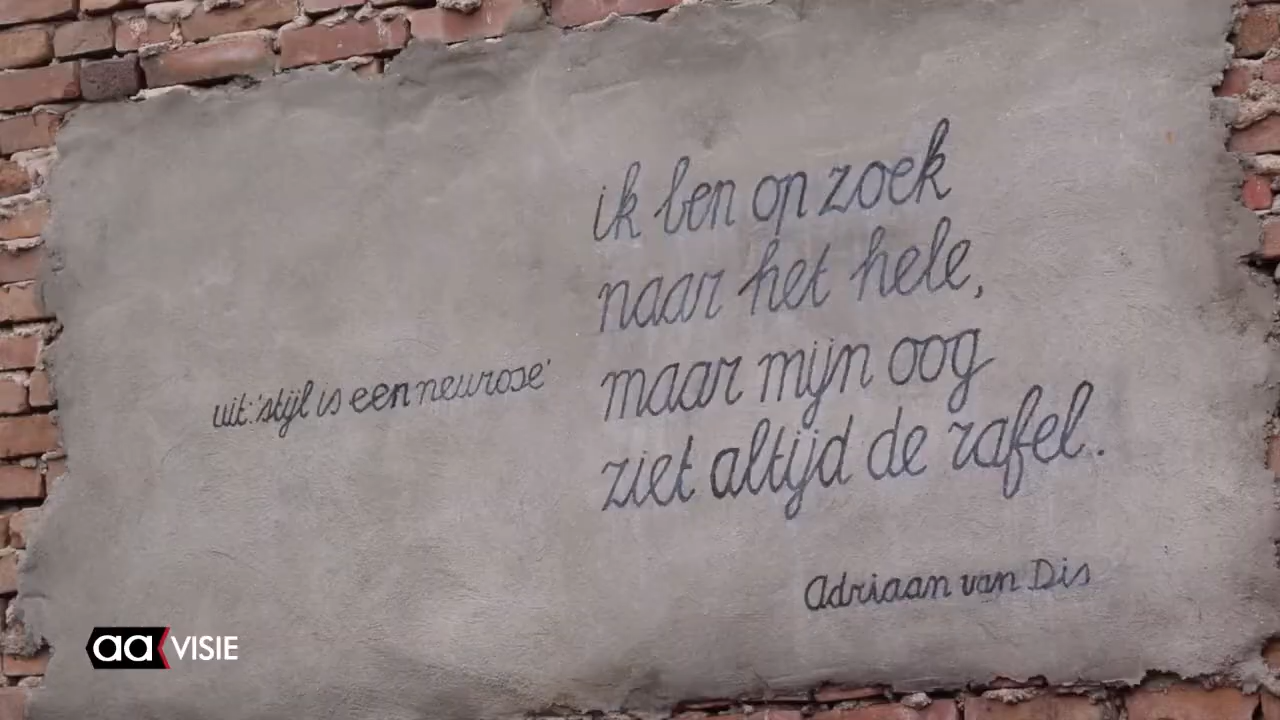 ik ben op zoek
naar het hele,
maar mijn oog
ziet altijd de rafel.
uit: 'stijl is een neurose'
Adriaan van Dis
aa VISIE